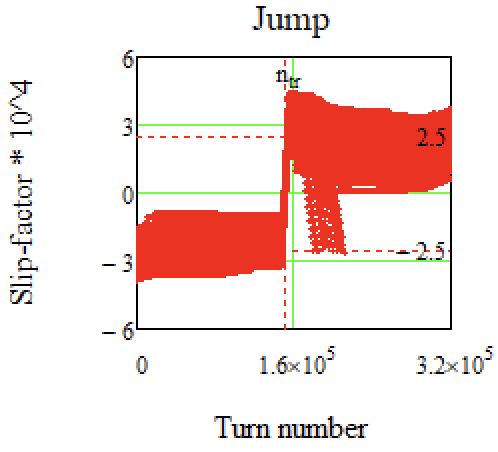 Jump
Slip-factor * 10^4
6
n_tr
3
2.5
0
− 2.5
− 3
− 6
0 1.6×10^5 3.2×10^5
Turn number